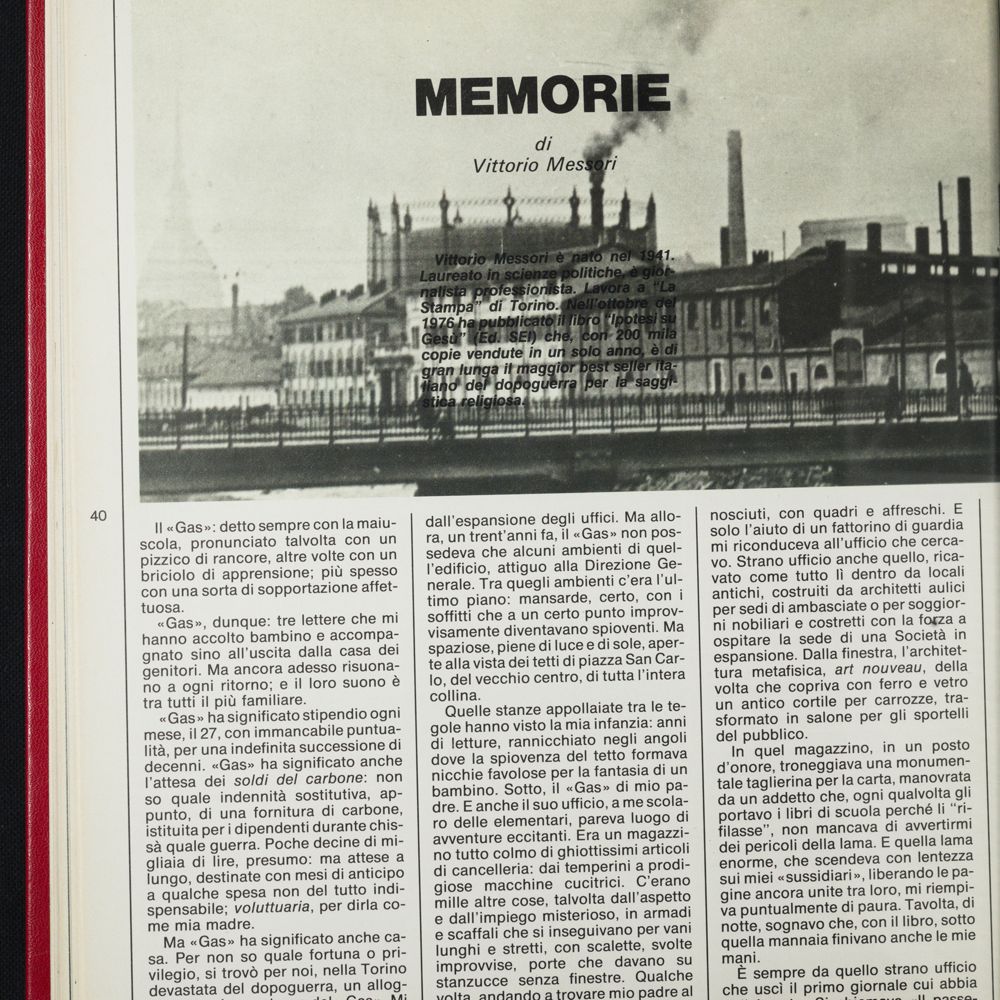 MEMORIE
di
Vittorio Messori
Vittorio Messori è nato nel 1941.
Laureato in scienze politiche, è gior-
nalista professionista. Lavora a "La
Stampa" di Torino. Nell'ottobre del
1976 ha pubblicato il libro "Ipotesi su
Gesù" (Ed. SEI) che, con 200 mila
copie vendute in un solo anno, è di
gran lunga il maggior best seller ita-
liano del dopoguerra per la saggi-
stica religiosa.
40
Il «Gas»: detto sempre con la maiu-
scola, pronunciato talvolta con un
pizzico di rancore, altre volte con un
briciolo di apprensione; più spesso
con una sorta di sopportazione affet-
tuosa.
«Gas», dunque: tre lettere che mi
hanno accolto bambino e accompa-
gnato sino all'uscita dalla casa dei
genitori. Ma ancora adesso risuona-
no a ogni ritorno; e il loro suono è
tra tutti il più familiare.
«Gas» ha significato stipendio ogni
mese, il 27, con immancabile puntua-
lità, per una indefinita successione di
decenni. «Gas» ha significato anche
l'attesa dei soldi del carbone: non
so quale indennità sostitutiva, ap-
punto, di una fornitura di carbone,
istituita per i dipendenti durante chis-
sà quale guerra. Poche decine di mi-
gliaia di lire, presumo: ma attese a
lungo, destinate con mesi di anticipo
a qualche spesa non del tutto indi-
spensabile; voluttuaria, per dirla co-
me mia madre.
Ma «Gas» ha significato anche ca-
sa. Per non so quale fortuna o pri-
vilegio, si trovò per noi, nella Torino
devastata del dopoguerra, un allog-
del «Gas». Mi
dall'espansione degli uffici. Ma allo-
ra, un trent'anni fa, il «Gas» non pos-
sedeva che alcuni ambienti di quel-
l'edificio, attiguo alla Direzione Ge-
nerale. Tra quegli ambienti c'era l'ul-
timo piano: mansarde, certo, con i
soffitti che a un certo punto improv-
visamente diventavano spioventi. Ma
spaziose, piene di luce e di sole, aper-
te alla vista dei tetti di piazza San Car-
lo, del vecchio centro, di tutta l'intera
collina.
Quelle stanze appollaiate tra le te-
gole hanno visto la mia infanzia: anni
di letture, rannicchiato negli angoli
dove la spiovenza del tetto formava
nicchie favolose per la fantasia di un
bambino. Sotto, il «Gas» di mio pa-
dre. E anche il suo ufficio, a me scola-
ro delle elementari, pareva luogo di
avventure eccitanti. Era un magazzi-
no tutto colmo di ghiottissimi articoli
di cancelleria: dai temperini a prodi-
giose macchine cucitrici. C'erano
mille altre cose, talvolta dall'aspetto
e dall'impiego misterioso, in armadi
e scaffali che si inseguivano per vani
lunghi e stretti, con scalette, svolte
improvvise, porte che davano su
stanzucce senza finestre. Qualche
volta, andando a trovare mio padre al
nosciuti, con quadri e affreschi. E
solo l'aiuto di un fattorino di guardia
mi riconduceva all'ufficio che cerca-
vo. Strano ufficio anche quello, rica-
vato come tutto lì dentro da locali
antichi, costruiti da architetti aulici
per sedi di ambasciate o per soggior-
ni nobiliari e costretti con la forza a
ospitare la sede di una Società in
espansione. Dalla finestra, l'architet-
tura metafisica, art nouveau, della
volta che copriva con ferro e vetro
un antico cortile per carrozze, tra-
sformato in salone per gli sportelli
del pubblico.
In quel magazzino, in un posto
d'onore, troneggiava una monumen-
tale taglierina per la carta, manovrata
da un addetto che, ogni qualvolta gli
portavo i libri di scuola perché li "ri-
filasse", non mancava di avvertirmi
dei pericoli della lama. E quella lama
enorme, che scendeva con lentezza
sui miei «sussidiari», liberando le pa-
gine ancora unite tra loro, mi riempi-
va puntualmente di paura. Tavolta, di
notte, sognavo che, con il libro, sotto
quella mannaia finivano anche le mie
mani.
È sempre da quello strano ufficio
che uscì il primo giornale cui abbia